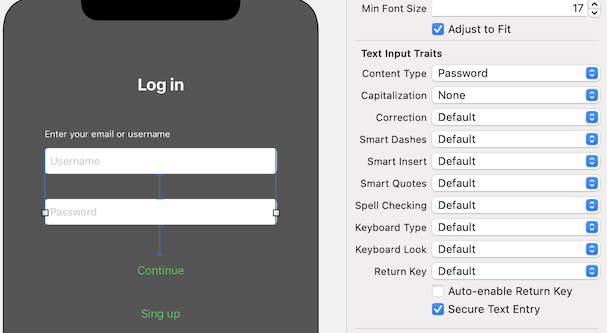 Log in
Enter your email or username
Username
Password
Continue
Sing up
Min Font Size 17
Adjust to Fit
Text Input Traits
Content Type Password
Capitalization None
Correction Default
Smart Dashes Default
Smart Insert Default
Smart Quotes Default
Spell Checking Default
Keyboard Type Default
Keyboard Look Default
Return Key Default
Auto-enable Return Key
Secure Text Entry